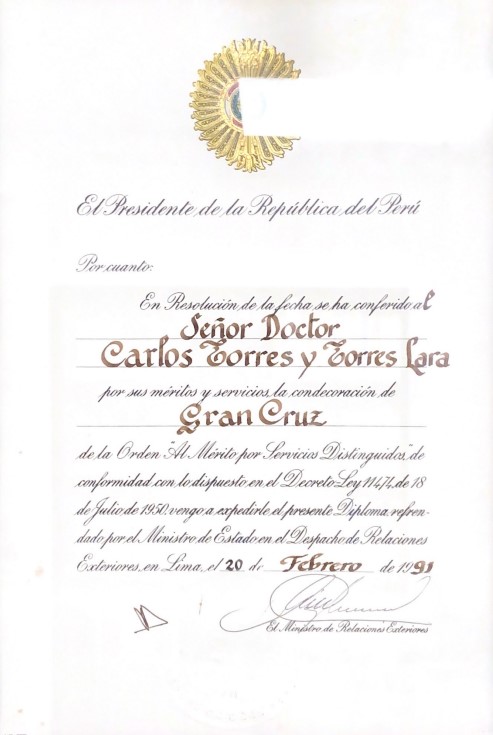 El Presidente de la República del Perú
Por cuanto:
En Resolución de la fecha se ha conferido al
Señor Doctor
Carlos Torres y Torres Lara
por sus méritos y servicios, la condecoración de
Gran Cruz
de la Orden "Al Mérito por Servicios Distinguidos", de
conformidad con lo dispuesto en el Decreto Ley 11474, de 18
de Julio de 1950, vengo a expedirle el presente Diploma refren-
dado por el Ministro de Estado en el Despacho de Relaciones
Exteriores, en Lima, el 20 de Febrero de 1991
El Ministro de Relaciones Exteriores